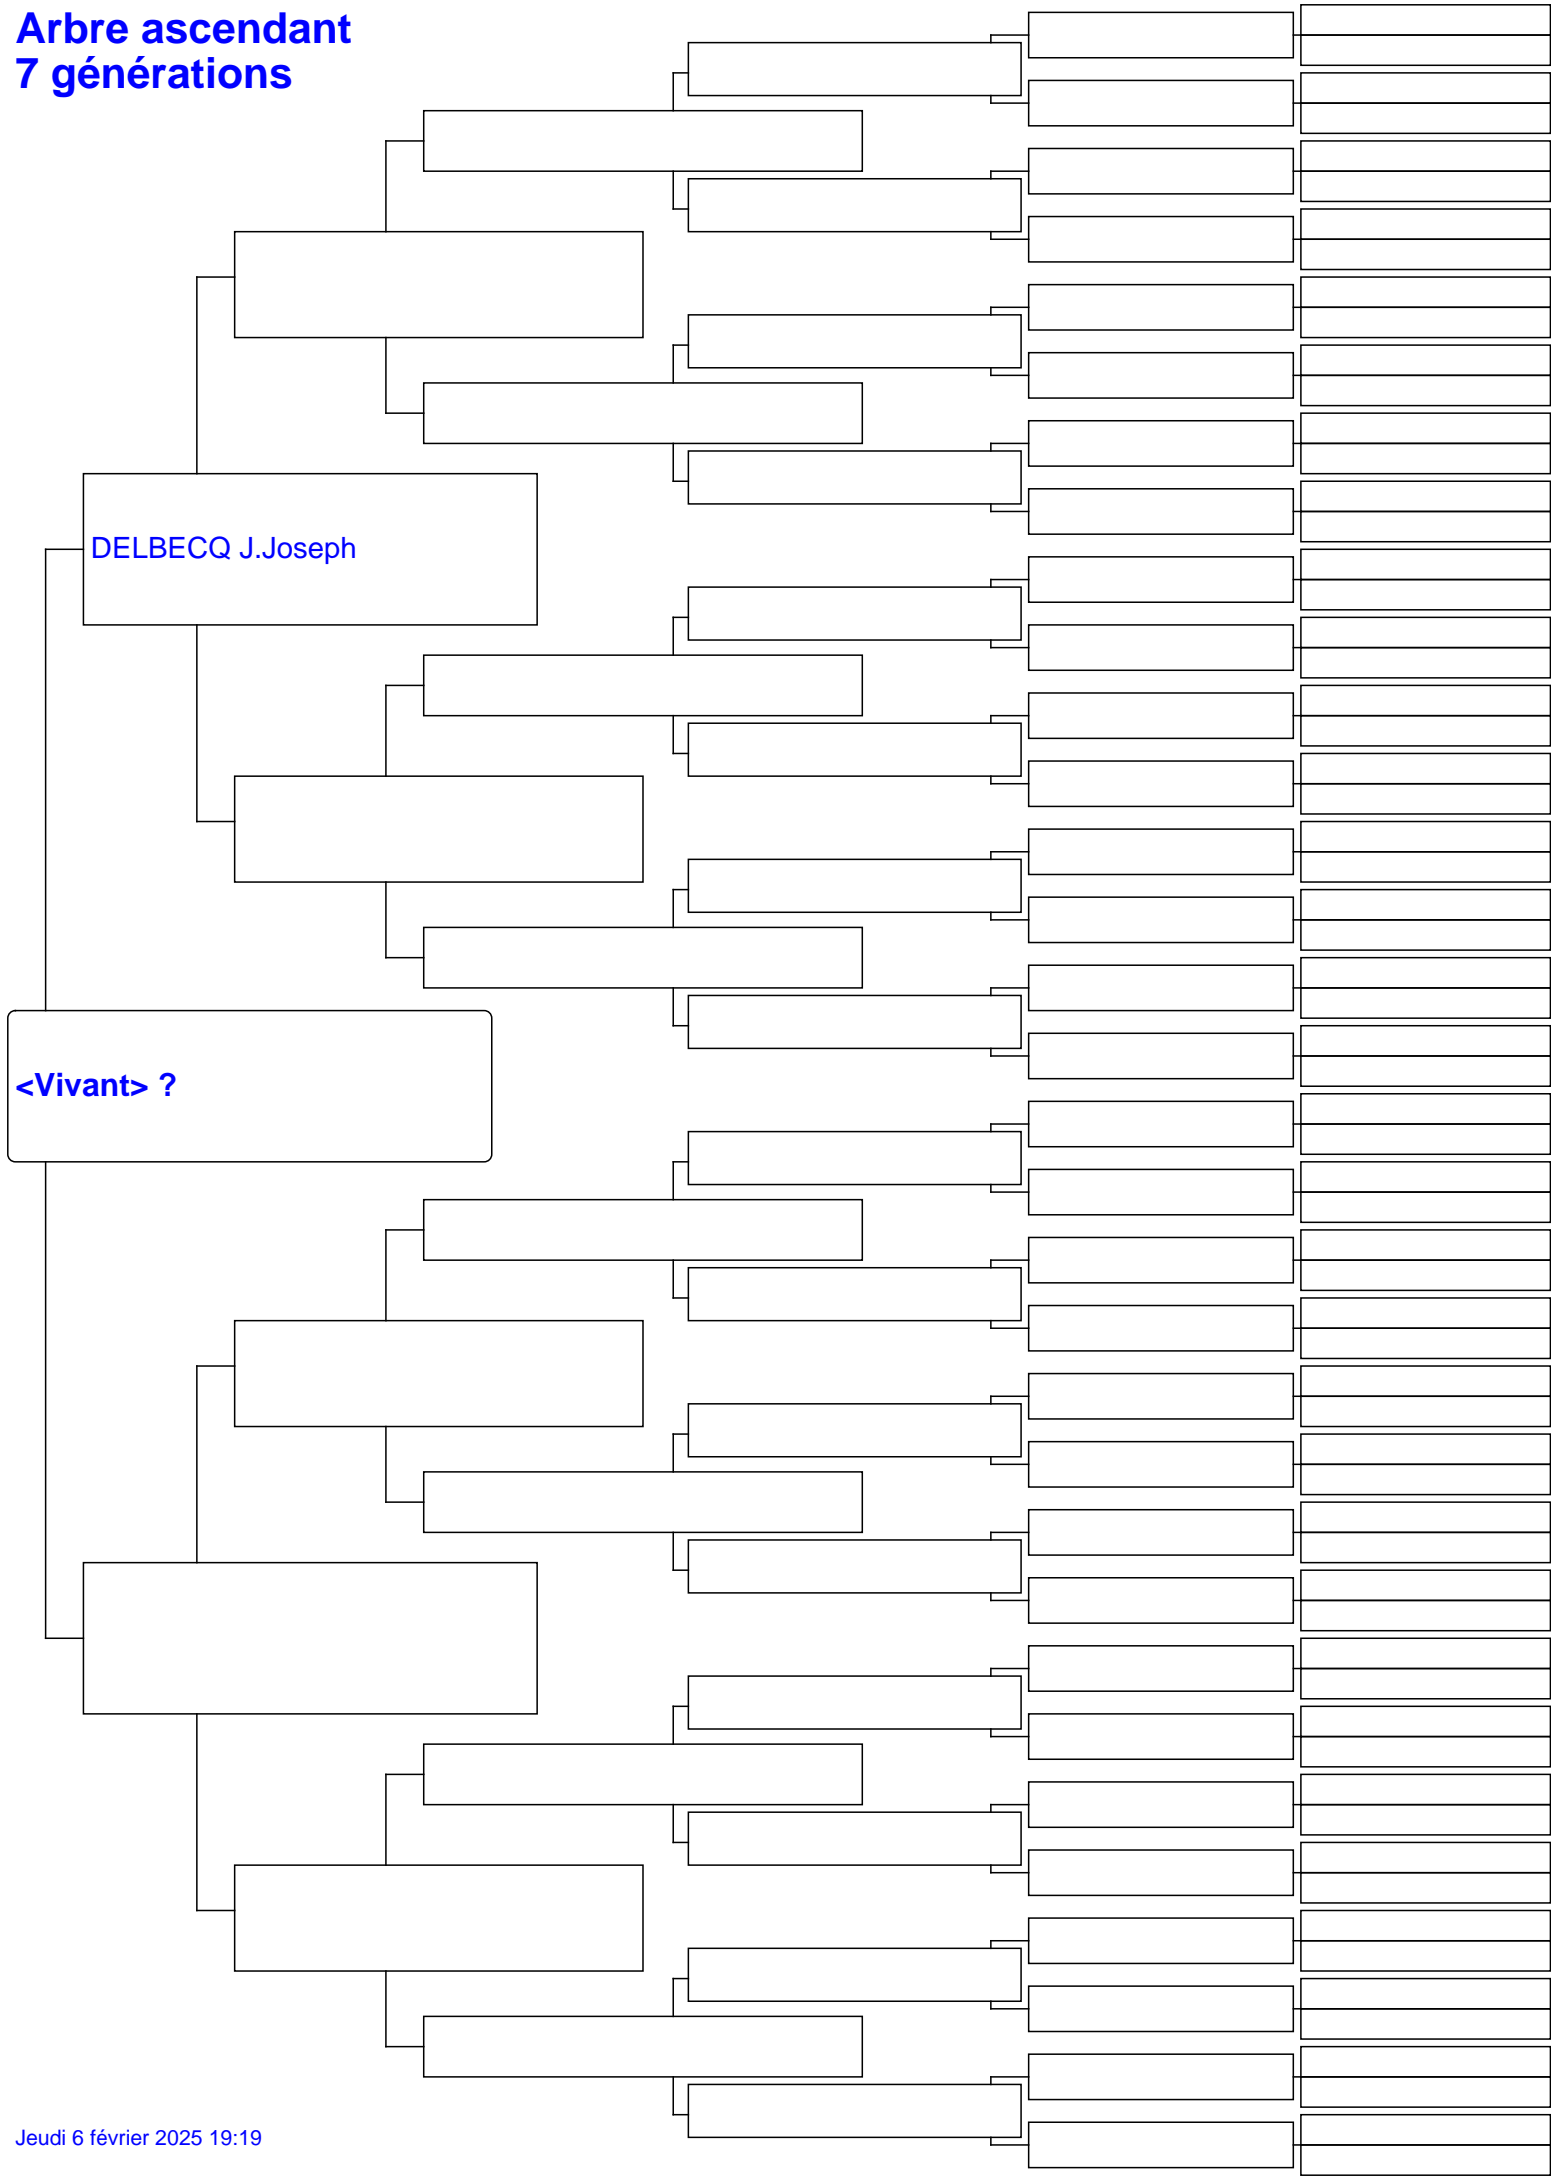 Arbre ascendant
7 générations
DELBECQ J.Joseph
<Vivant> ?
Jeudi 6 février 2025 19:19